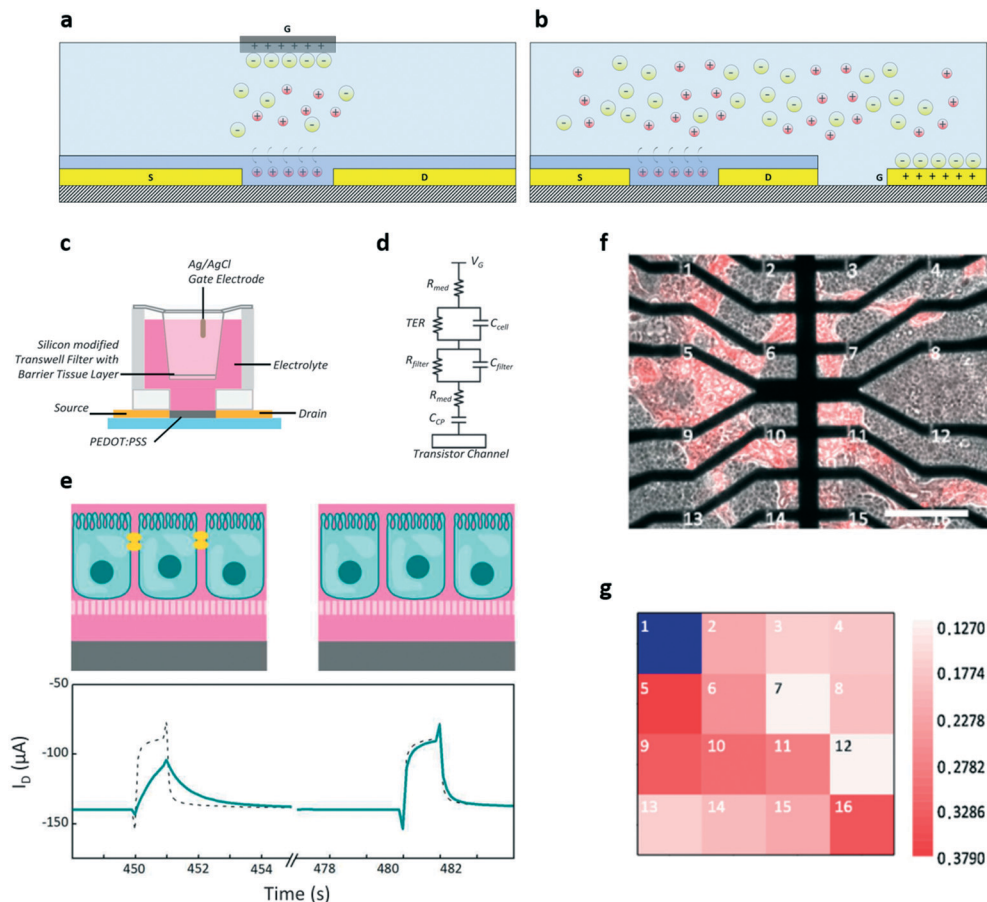 a
G
+ + + + + +
S
D
b
S
D
G
+ + + + + +
c
Ag/AgCl
Gate Electrode
Silicon modified
Transwell Filter with
Barrier Tissue Layer
Electrolyte
Source
Drain
PEDOT:PSS
d
V_G
R_med
TER
C_cell
R_filter
C_filter
R_med
C_CP
Transistor Channel
e
-50
-100
-150
I_D (µA)
450
452
454
478
480
482
Time (s)
f
1 2 3 4
5 6 7 8
9 10 11 12
13 14 15 16
g
1 2 3 4
5 6 7 8
9 10 11 12
13 14 15 16
0.1270
0.1774
0.2278
0.2782
0.3286
0.3790